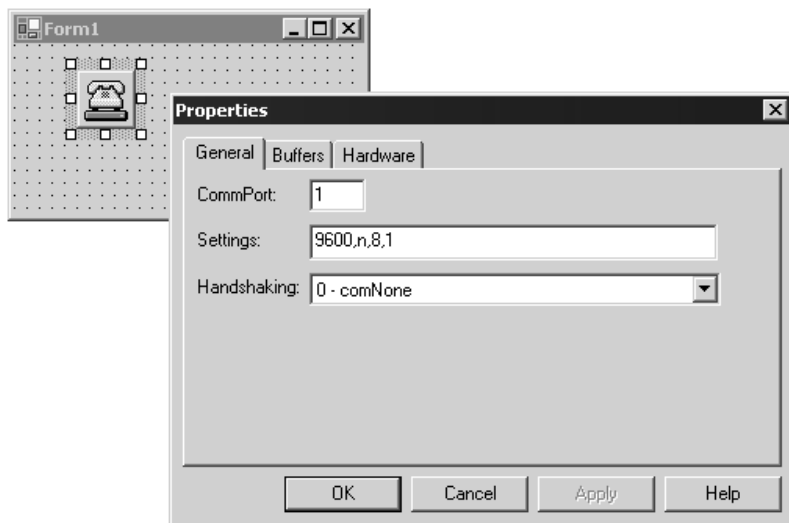 Form1
Properties
General Buffers Hardware
CommPort: 1
Settings: 9600,n,8,1
Handshaking: 0 - comNone
OK Cancel Apply Help